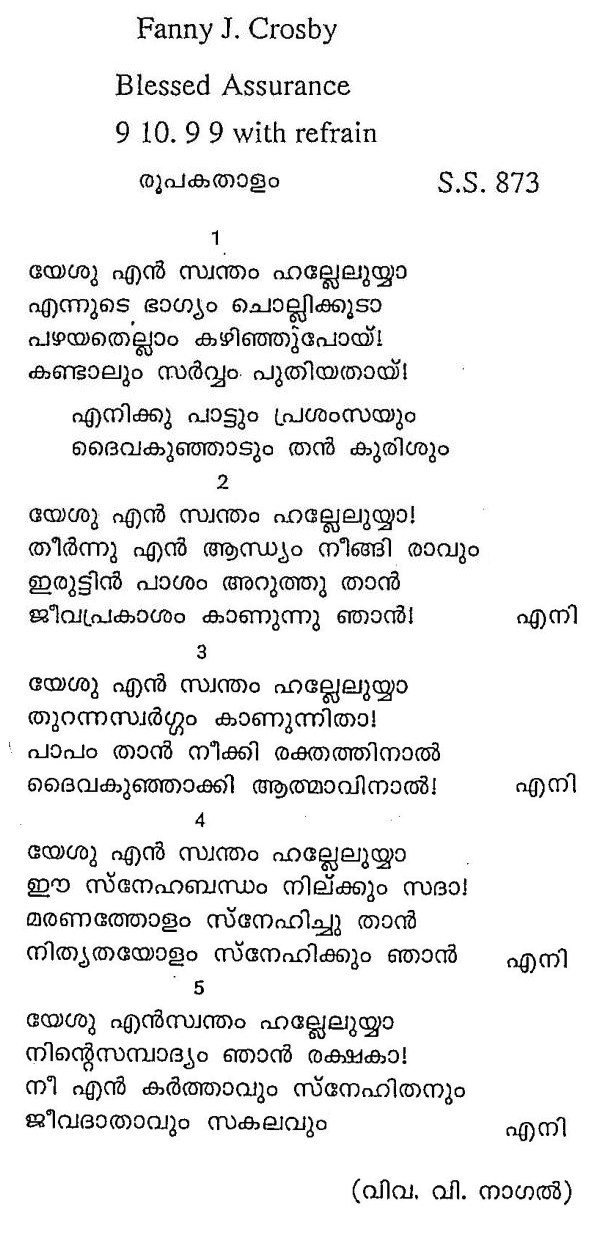 Fanny J. Crosby
Blessed Assurance
9 10. 9 9 with refrain
രൂപകതാളം S.S. 873
1
യേശു എൻ സ്വന്തം ഹല്ലേലുയ്യാ
എന്നുടെ ഭാഗ്യം ചൊല്ലിക്കൂടാ
പഴയതെല്ലാം കഴിഞ്ഞുപോയ്!
കണ്ടാലും സർവ്വം പുതിയതായ്!
എനിക്കു പാട്ടും പ്രശംസയും
ദൈവകുഞ്ഞാടും തൻ കുരിശും
2
യേശു എൻ സ്വന്തം ഹല്ലേലുയ്യാ!
തീർന്നു എൻ ആന്ധ്യം നീങ്ങി രാവും
ഇരുട്ടിൻ പാശം അറുത്തു താൻ
ജീവപ്രകാശം കാണുന്നു ഞാൻ! എനി
3
യേശു എൻ സ്വന്തം ഹല്ലേലുയ്യാ
തുറന്നസ്വർഗ്ഗം കാണുന്നിതാ!
പാപം താൻ നീക്കി രക്തത്തിനാൽ
ദൈവകുഞ്ഞാക്കി ആത്മാവിനാൽ! എനി
4
യേശു എൻ സ്വന്തം ഹല്ലേലുയ്യാ
ഈ സ്നേഹബന്ധം നില്ക്കും സദാ!
മരണത്തോളം സ്നേഹിച്ചു താൻ
നിത്യതയോളം സ്നേഹിക്കും ഞാൻ എനി
5
യേശു എൻസ്വന്തം ഹല്ലേലുയ്യാ
നിന്റെസമ്പാദ്യം ഞാൻ രക്ഷകാ!
നീ എൻ കർത്താവും സ്നേഹിതനും
ജീവദാതാവും സകലവും എനി
(വിവ. വി. നാഗൽ)